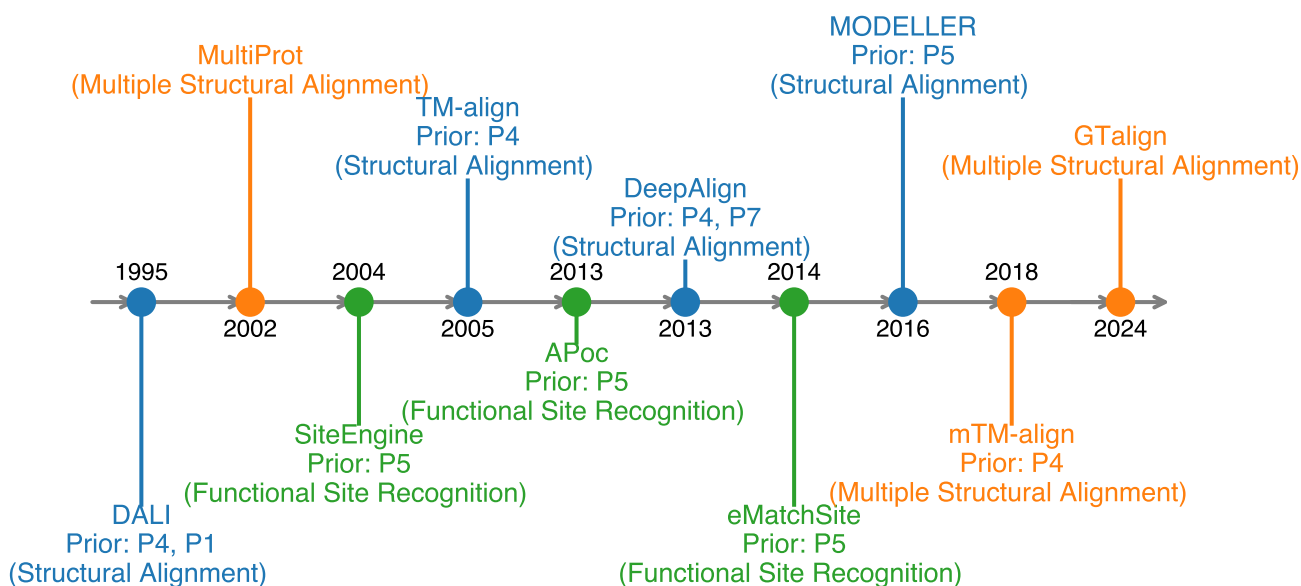 MODELLER
Prior: P5
(Structural Alignment)
MultiProt
(Multiple Structural Alignment)
TM-align
Prior: P4
(Structural Alignment)
GTalign
(Multiple Structural Alignment)
DeepAlign
Prior: P4, P7
(Structural Alignment)
1995
2004
2013
2014
2018
2002
2005
2013
2016
2024
APoc
Prior: P5
(Functional Site Recognition)
SiteEngine
Prior: P5
(Functional Site Recognition)
mTM-align
Prior: P4
(Multiple Structural Alignment)
DALI
Prior: P4, P1
(Structural Alignment)
eMatchSite
Prior: P5
(Functional Site Recognition)